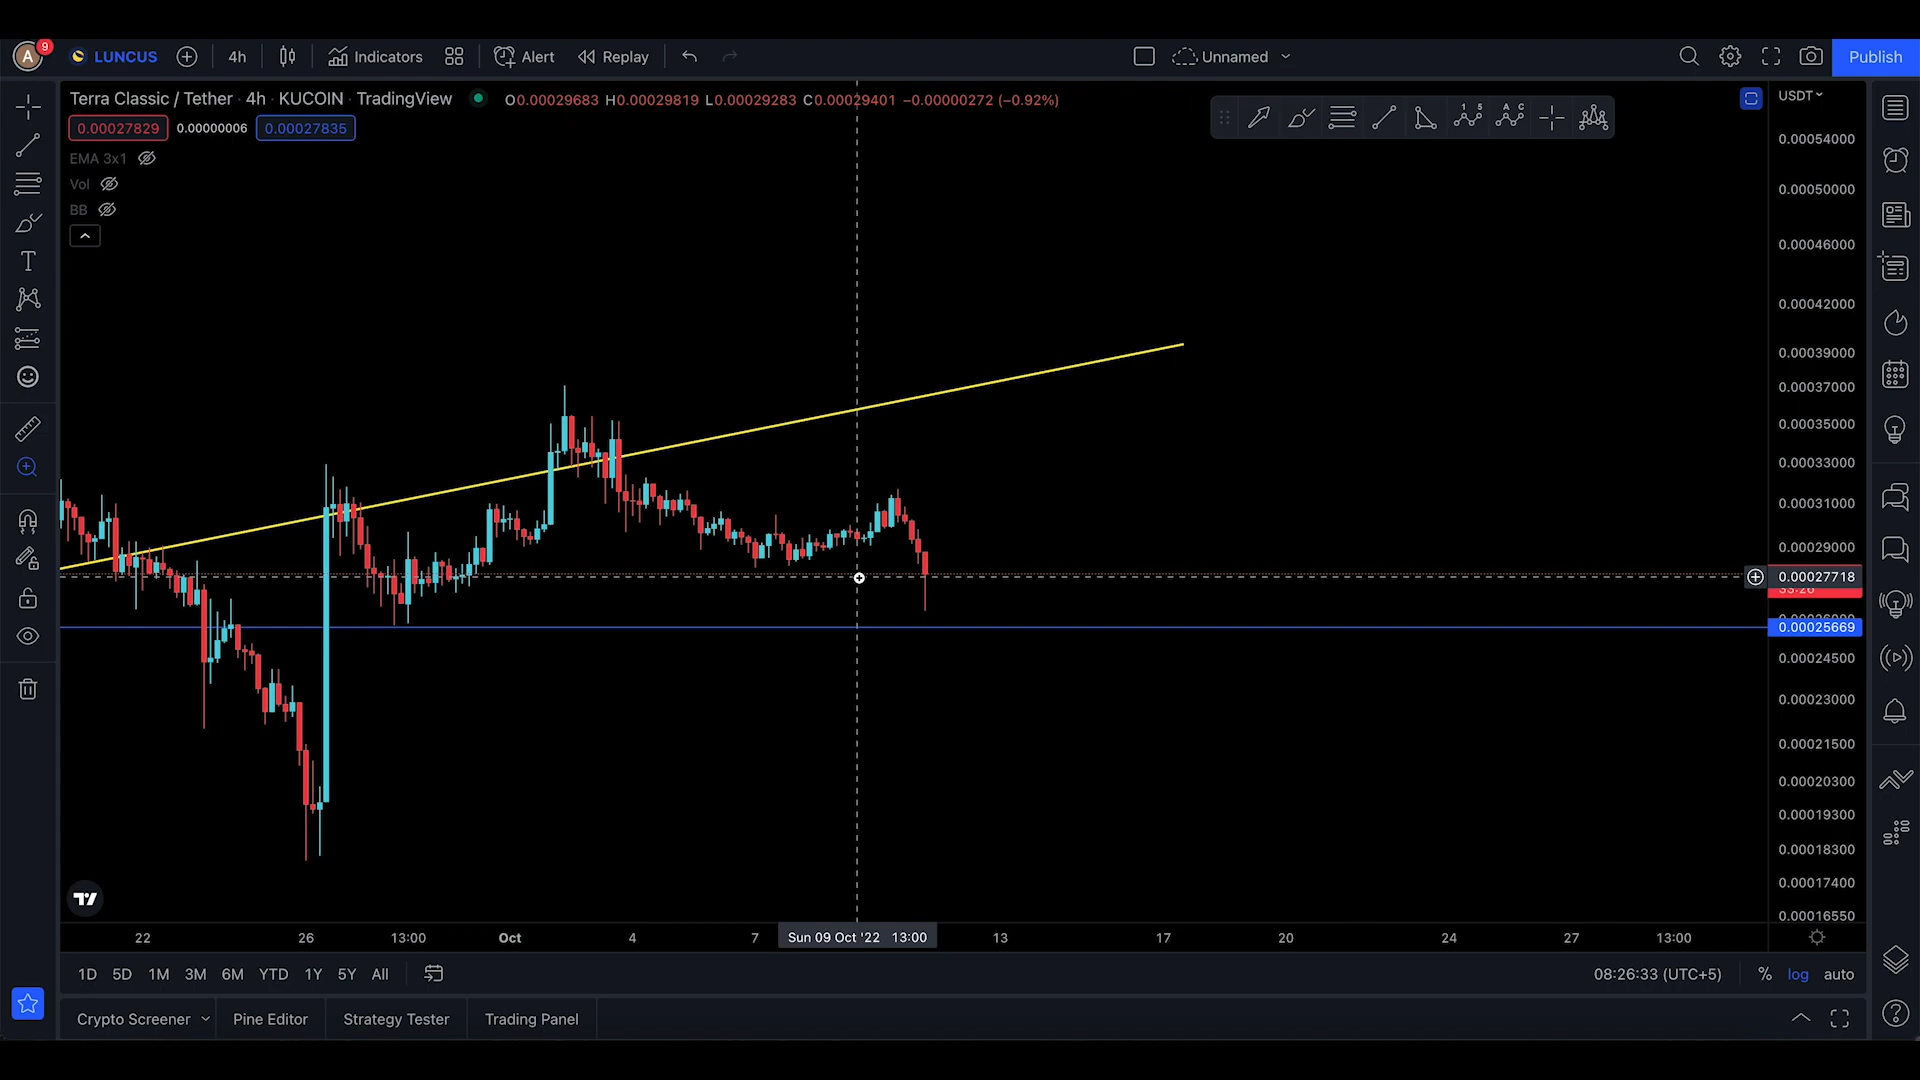 A 9 LUNCUS 4h Indicators Alert Replay Unnamed Publish
Terra Classic / Tether · 4h · KUCOIN · TradingView O0.00029683 H0.00029819 L0.00029283 C0.00029401 −0.00000272 (−0.92%)
0.00027829 0.00000006 0.00027835
EMA 3x1
Vol
BB
1 5
A C
USDT
0.00054000
0.00050000
0.00046000
0.00042000
0.00039000
0.00037000
0.00035000
0.00033000
0.00031000
0.00029000
0.00027718
33:26
0.00025669
0.00024500
0.00023000
0.00021500
0.00020300
0.00019300
0.00018300
0.00017400
0.00016550
22 26 13:00 Oct 4 7 Sun 09 Oct '22 13:00 13 17 20 24 27 13:00
1D 5D 1M 3M 6M YTD 1Y 5Y All 08:26:33 (UTC+5) % log auto
Crypto Screener Pine Editor Strategy Tester Trading Panel